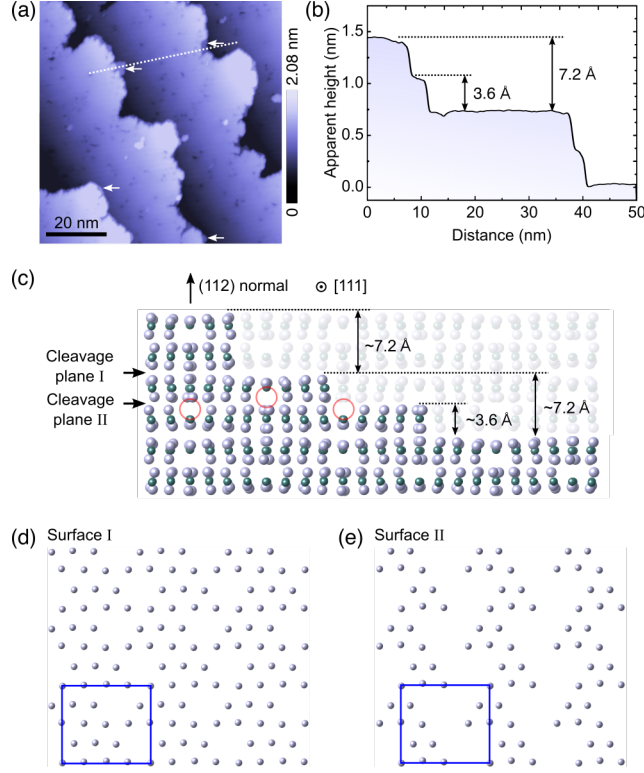 (a)
2.08 nm
0
20 nm
(b)
Apparent height (nm)
1.5
1.0
0.5
0.0
7.2 Å
3.6 Å
0
10
20
30
40
50
Distance (nm)
(c)
(112) normal
[111]
Cleavage
plane I
Cleavage
plane II
~7.2 Å
~7.2 Å
~3.6 Å
(d)
Surface I
(e)
Surface II